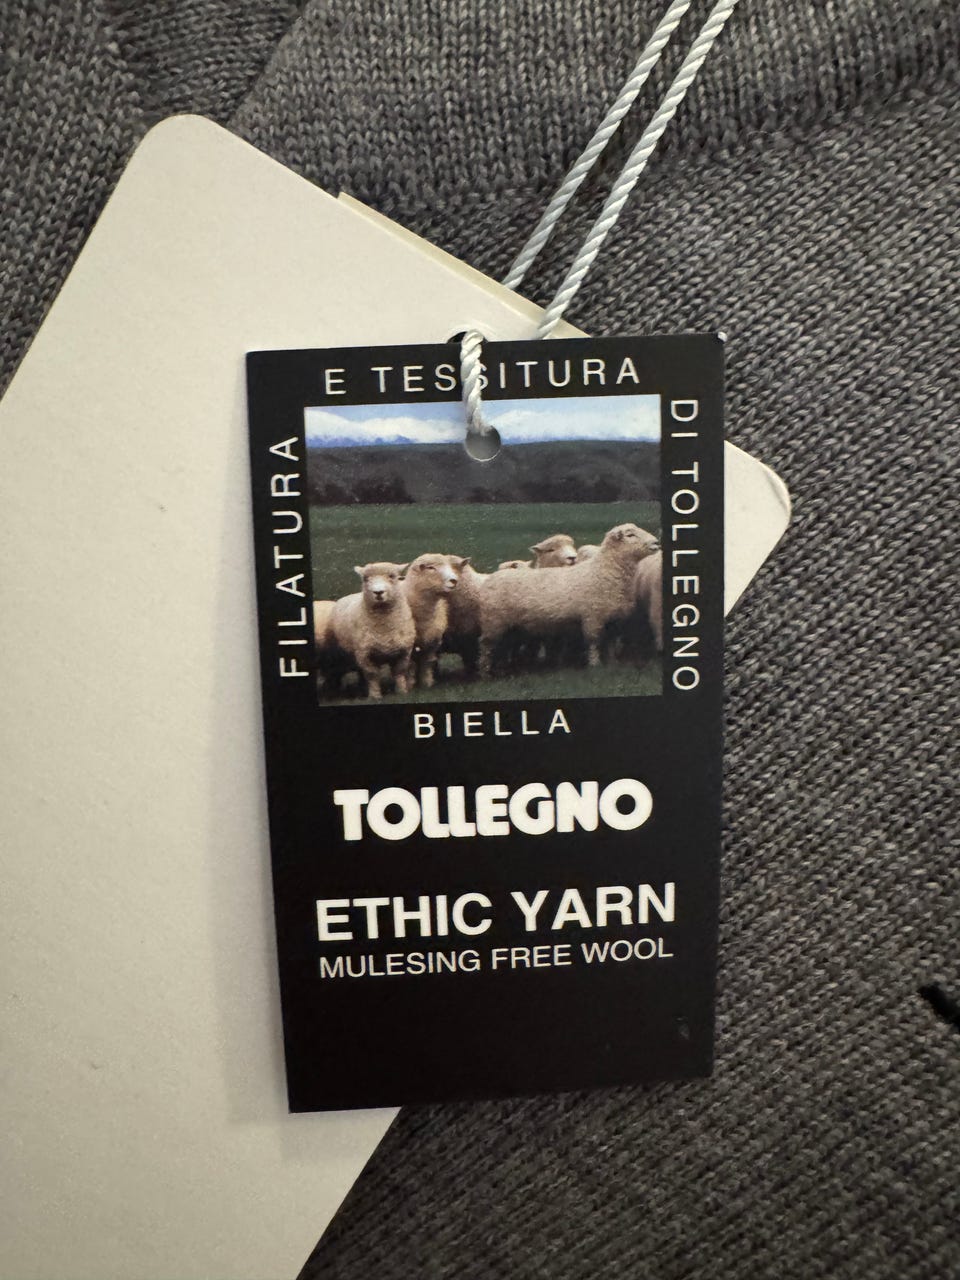 FILATURA
E TESSITURA
DI TOLLEGNO
BIELLA
TOLLEGNO
ETHIC YARN
MULESING FREE WOOL